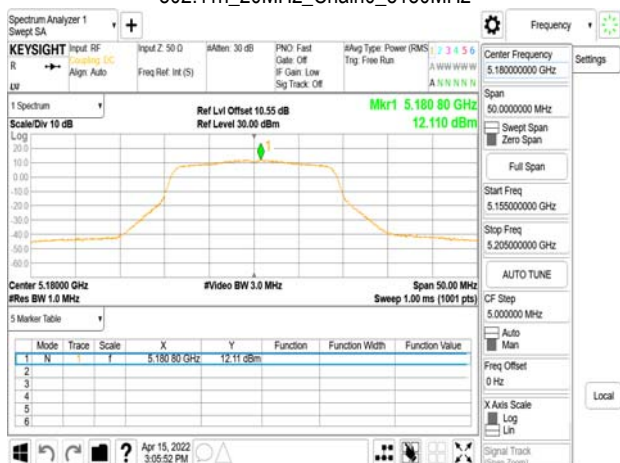 Spectrum Analyzer 1
Swept SA
+
Frequency
KEYSIGHT
Input: RF
Coupling: DC
Align: Auto
Input Z: 50 Ω
Freq Ref: Int (S)
#Atten: 30 dB
PNO: Fast
Gate: Off
IF Gain: Low
Sig Track: Off
#Avg Type: Power (RMS
Trig: Free Run
1 2 3 4 5 6
A W W W W W
A N N N N N
R
LXI
1 Spectrum
Scale/Div 10 dB
Ref Lvl Offset 10.55 dB
Ref Level 30.00 dBm
Mkr1 5.180 80 GHz
12.110 dBm
Log
20.0
10.0
0.00
-10.0
-20.0
-30.0
-40.0
-50.0
-60.0
1
Center 5.18000 GHz
#Res BW 1.0 MHz
#Video BW 3.0 MHz
Span 50.00 MHz
Sweep 1.00 ms (1001 pts)
5 Marker Table
Mode Trace Scale X Y Function Function Width Function Value
1 N 1 f 5.180 80 GHz 12.11 dBm
2
3
4
5
6
Apr 15, 2022
3:05:52 PM
Center Frequency
5.180000000 GHz
Span
50.0000000 MHz
Swept Span
Zero Span
Full Span
Start Freq
5.155000000 GHz
Stop Freq
5.205000000 GHz
AUTO TUNE
CF Step
5.000000 MHz
Auto
Man
Freq Offset
0 Hz
X Axis Scale
Log
Lin
Signal Track
Settings
Local